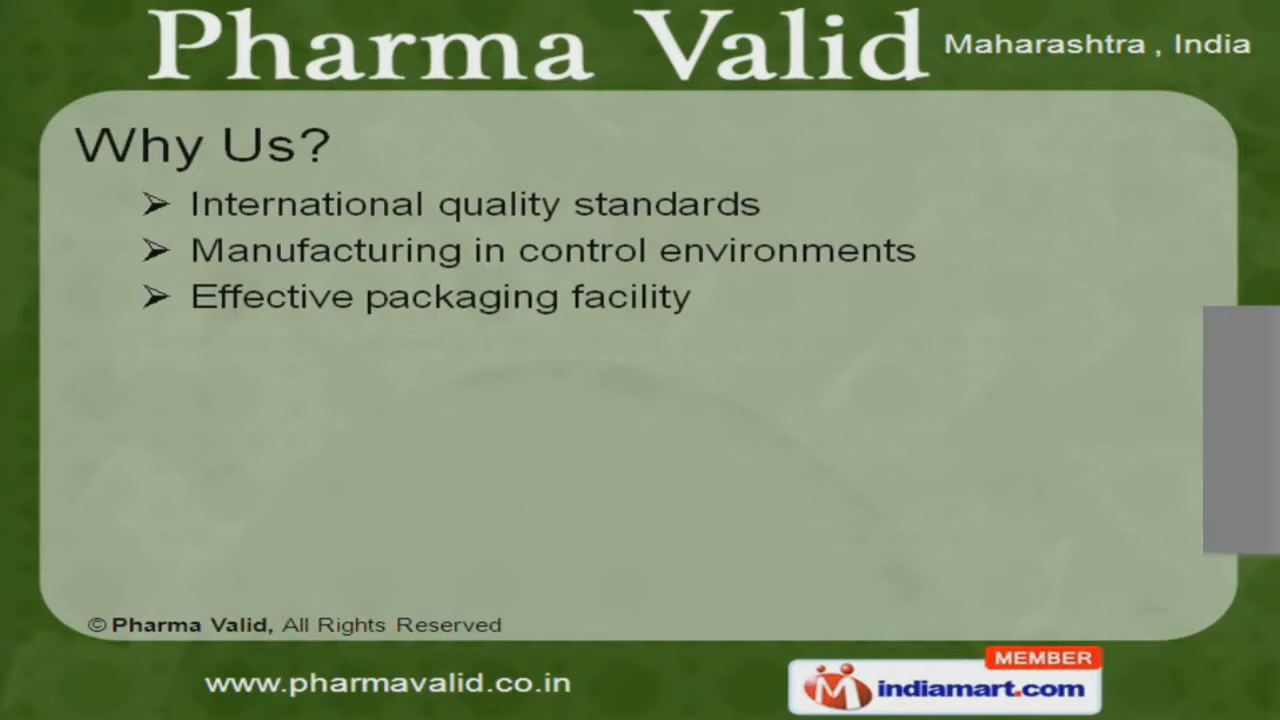 Pharma Valid
Maharashtra , India
Why Us?
➢ International quality standards
➢ Manufacturing in control environments
➢ Effective packaging facility
© Pharma Valid, All Rights Reserved
www.pharmavalid.co.in
MEMBER
indiamart.com